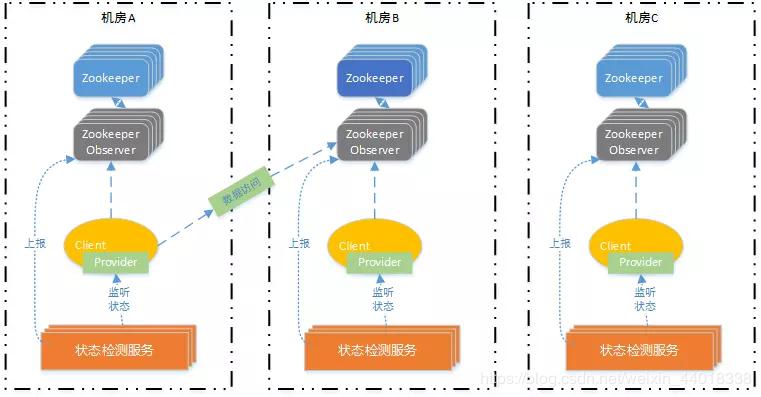 机房A
机房B
机房C
Zookeeper
Zookeeper
Zookeeper
Zookeeper
Observer
Zookeeper
Observer
Zookeeper
Observer
数据访问
上报
Client
Provider
上报
Client
Provider
上报
Client
Provider
监听
状态
监听
状态
监听
状态
状态检测服务
状态检测服务
状态检测服务
https://blog.csdn.net/weixin_44018338